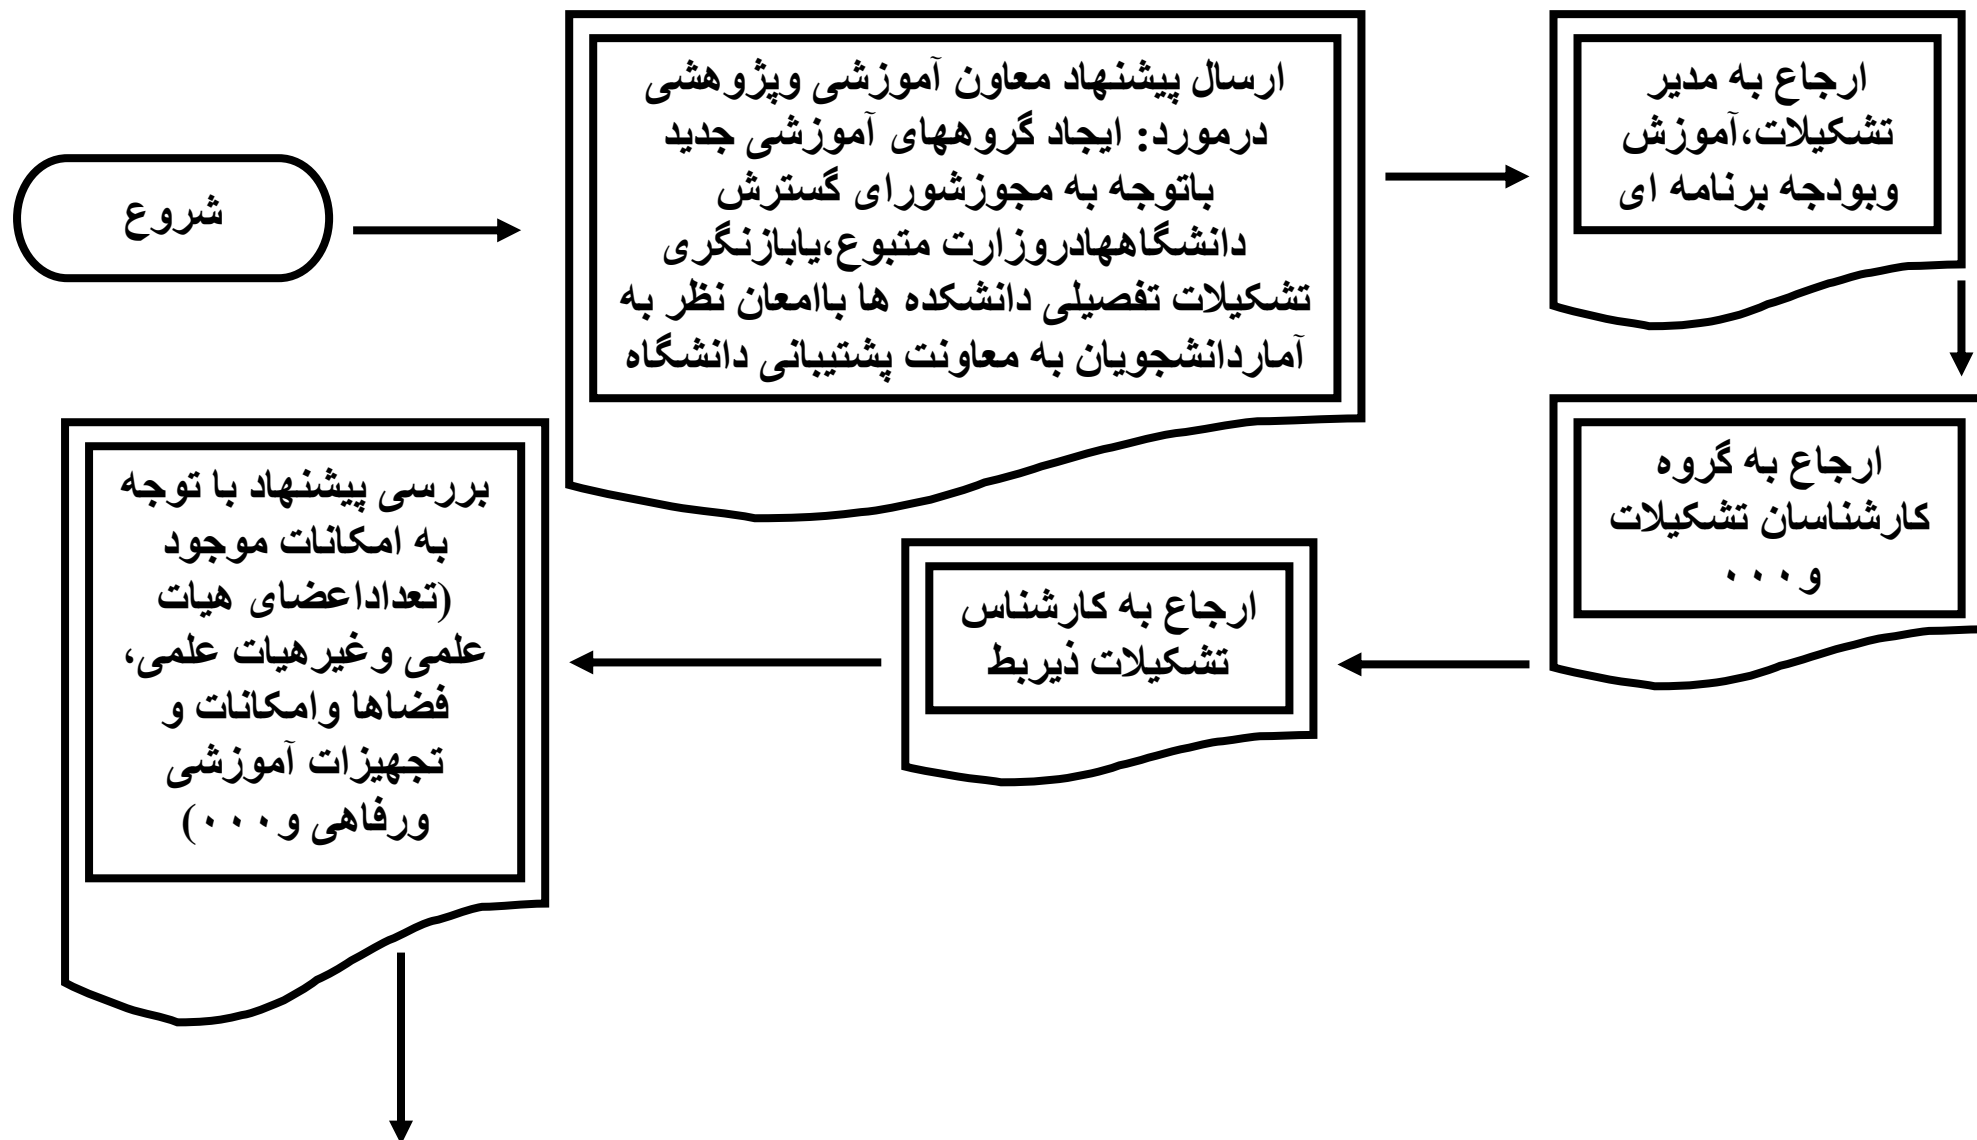 شروع
ارسال پیشنهاد معاون آموزشی وپژوهشی
درمورد: ایجاد گروههای آموزشی جدید
باتوجه به مجوزشورای گسترش
دانشگاههادروزارت متبوع،یابازنگری
تشکیلات تفصیلی دانشکده ها باامعان نظر به
آماردانشجویان به معاونت پشتیبانی دانشگاه
ارجاع به مدیر
تشکیلات،آموزش
وبودجه برنامه ای
ارجاع به گروه
کارشناسان تشکیلات
و۰۰۰
ارجاع به کارشناس
تشکیلات ذیربط
بررسی پیشنهاد با توجه
به امکانات موجود
(تعداداعضای هیات
علمی وغیرهیات علمی،
فضاها وامکانات و
تجهیزات آموزشی
ورفاهی و۰۰۰)